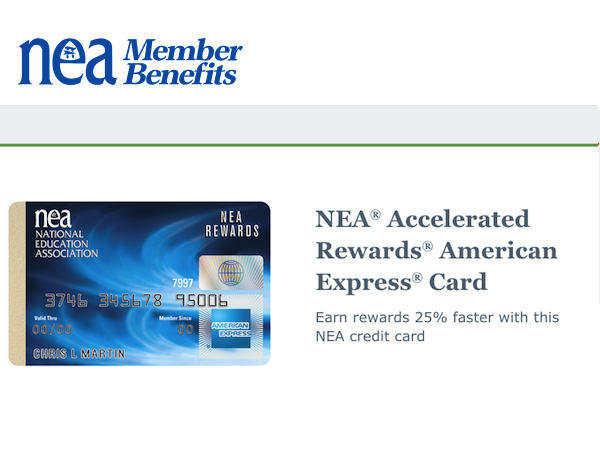 nea Member
Benefits
nea
NATIONAL
EDUCATION
ASSOCIATION
NEA
REWARDS
7997
3746 345678 95006
Valid Thru
Member Since
00/00
00
AMERICAN
EXPRESS
CHRIS L MARTIN
NEA® Accelerated
Rewards® American
Express® Card
Earn rewards 25% faster with this
NEA credit card